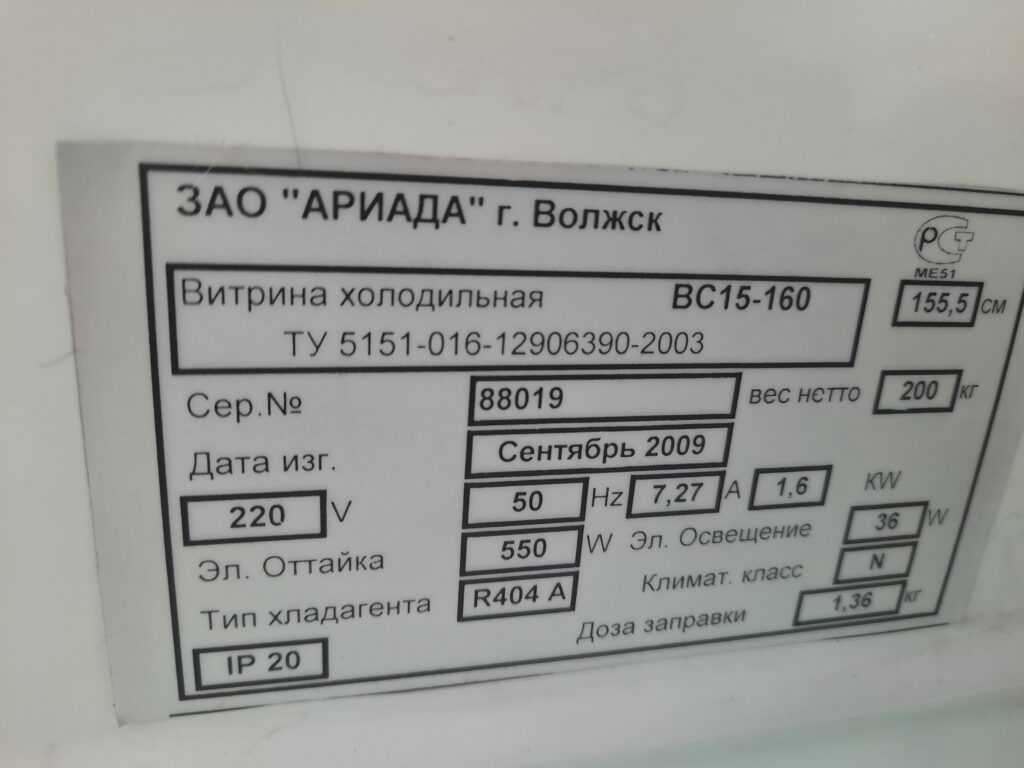 ЗАО "АРИАДА" г. Волжск
РСТ
МЕ51
Витрина холодильная ВС15-160 155,5 см
ТУ 5151-016-12906390-2003
Сер.№ 88019 вес нетто 200 кг
Дата изг. Сентябрь 2009
220 V 50 Hz 7,27 А 1,6 KW
Эл. Оттайка 550 W Эл. Освещение 36 W
Тип хладагента R404 A Климат. класс N
IP 20 Доза заправки 1,36 кг